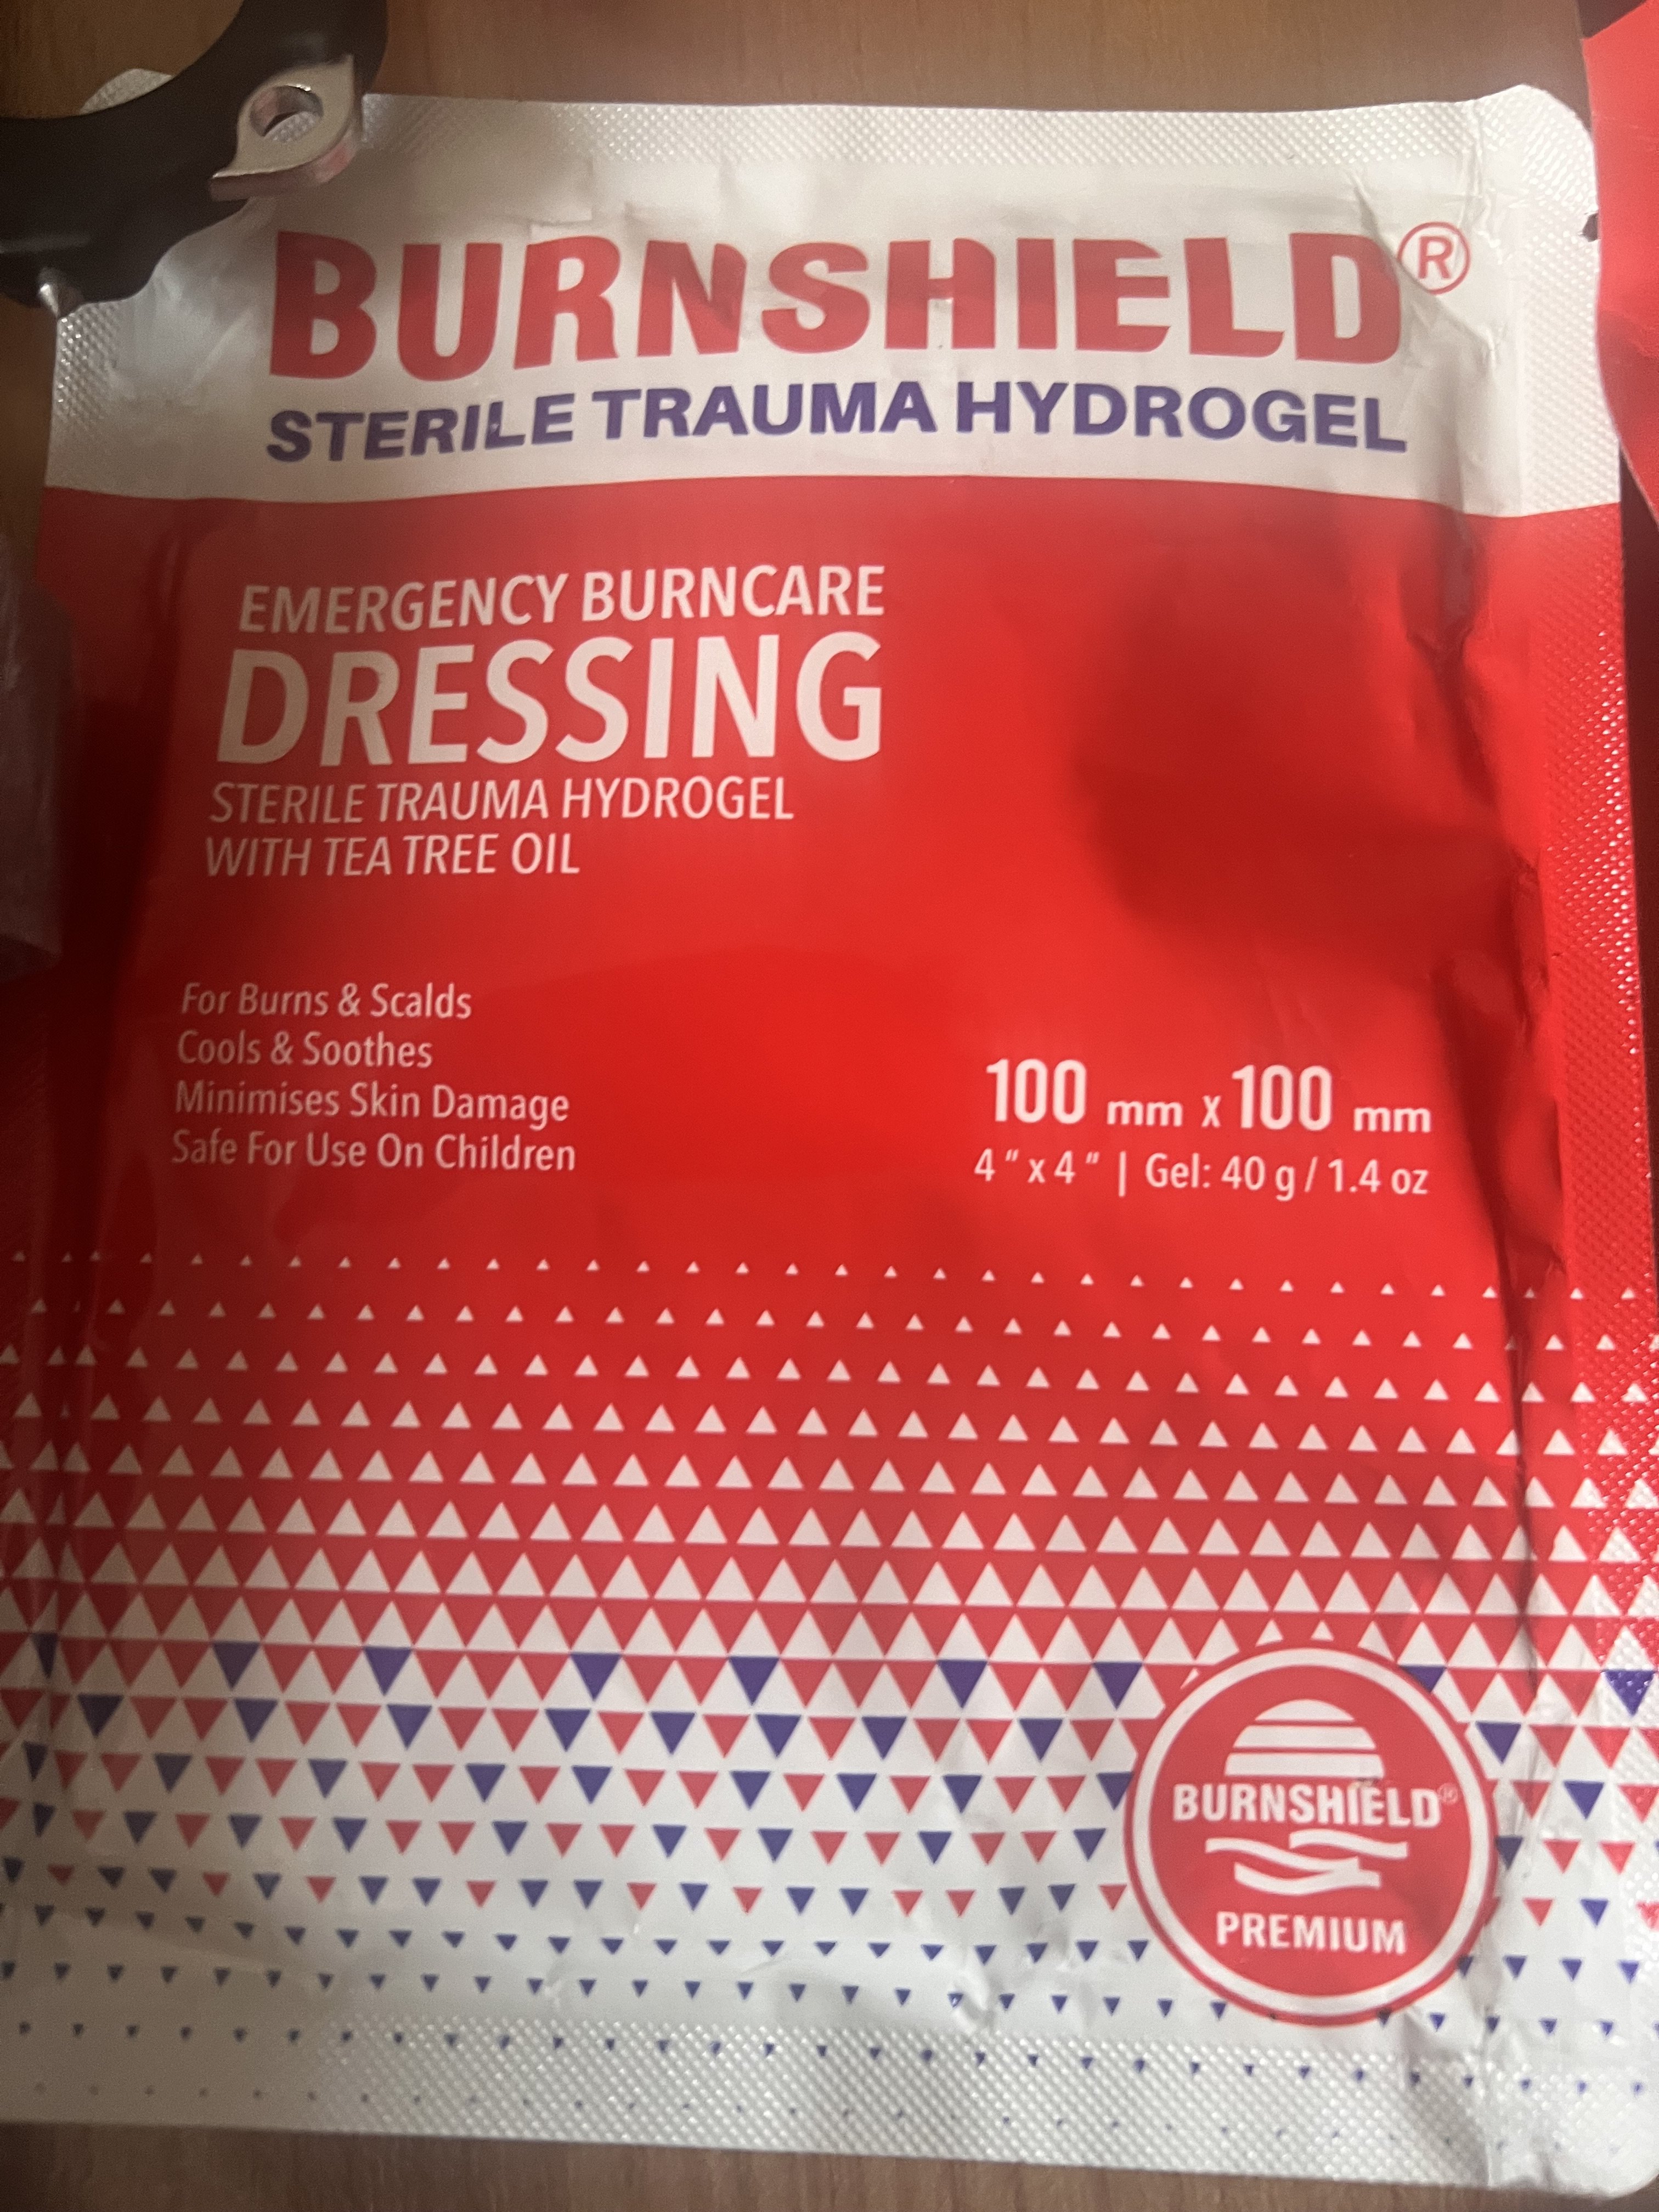 BURNSHIELD®
STERILE TRAUMA HYDROGEL
EMERGENCY BURNCARE
DRESSING
STERILE TRAUMA HYDROGEL
WITH TEA TREE OIL
For Burns & Scalds
Cools & Soothes
Minimises Skin Damage
Safe For Use On Children
100 mm x 100 mm
4" x 4" | Gel: 40 g / 1.4 oz
BURNSHIELD®
PREMIUM